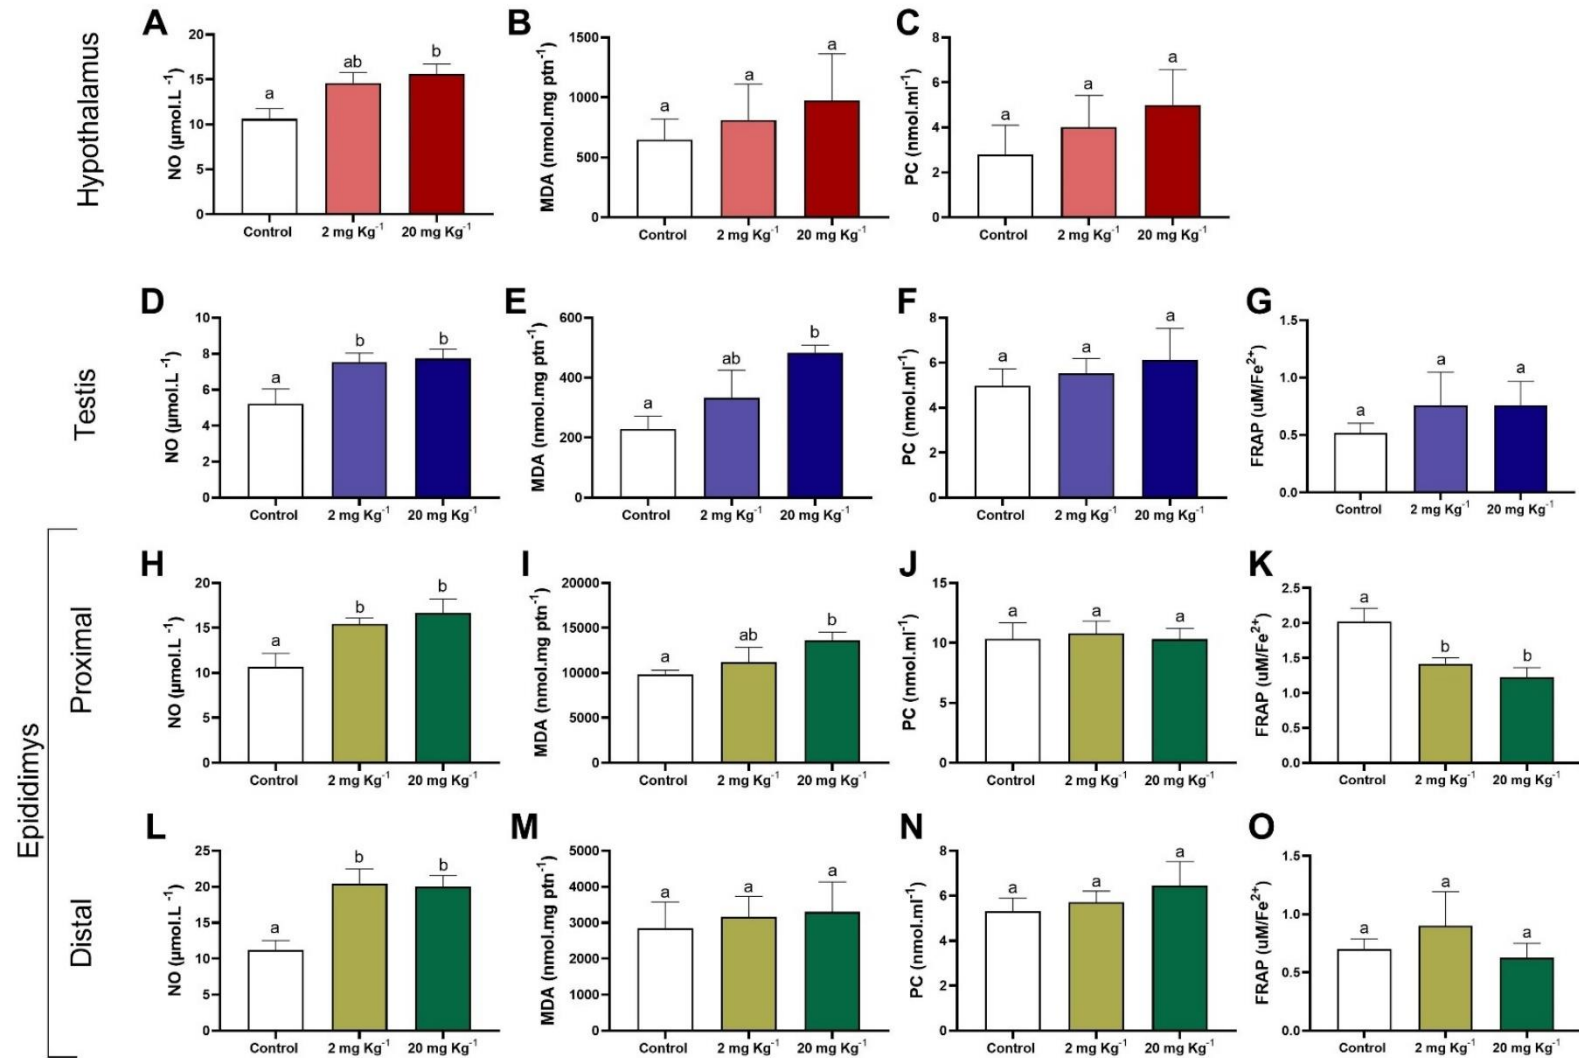 Hypothalamus
A
NO (µmol.L ⁻¹)
20
15
10
5
0
a
ab
b
Control
2 mg Kg⁻¹
20 mg Kg⁻¹
B
MDA (nmol.mg ptn⁻¹)
1500
1000
500
0
a
a
a
Control
2 mg Kg⁻¹
20 mg Kg⁻¹
C
PC (nmol.ml⁻¹)
8
6
4
2
0
a
a
a
Control
2 mg Kg⁻¹
20 mg Kg⁻¹
Testis
D
NO (µmol.L ⁻¹)
10
8
6
4
2
0
a
b
b
Control
2 mg Kg⁻¹
20 mg Kg⁻¹
E
MDA (nmol.mg ptn⁻¹)
600
400
200
0
a
ab
b
Control
2 mg Kg⁻¹
20 mg Kg⁻¹
F
PC (nmol.ml⁻¹)
8
6
4
2
0
a
a
a
Control
2 mg Kg⁻¹
20 mg Kg⁻¹
G
FRAP (uM/Fe²⁺)
1.5
1.0
0.5
0.0
a
a
a
Control
2 mg Kg⁻¹
20 mg Kg⁻¹
Epididimys
Proximal
H
NO (µmol.L ⁻¹)
20
15
10
5
0
a
b
b
Control
2 mg Kg⁻¹
20 mg Kg⁻¹
I
MDA (nmol.mg ptn⁻¹)
20000
15000
10000
5000
0
a
ab
b
Control
2 mg Kg⁻¹
20 mg Kg⁻¹
J
PC (nmol.ml⁻¹)
15
10
5
0
a
a
a
Control
2 mg Kg⁻¹
20 mg Kg⁻¹
K
FRAP (uM/Fe²⁺)
2.5
2.0
1.5
1.0
0.5
0.0
a
b
b
Control
2 mg Kg⁻¹
20 mg Kg⁻¹
Distal
L
NO (µmol.L ⁻¹)
25
20
15
10
5
0
a
b
b
Control
2 mg Kg⁻¹
20 mg Kg⁻¹
M
MDA (nmol.mg ptn⁻¹)
5000
4000
3000
2000
1000
0
a
a
a
Control
2 mg Kg⁻¹
20 mg Kg⁻¹
N
PC (nmol.ml⁻¹)
8
6
4
2
0
a
a
a
Control
2 mg Kg⁻¹
20 mg Kg⁻¹
O
FRAP (uM/Fe²⁺)
1.5
1.0
0.5
0.0
a
a
a
Control
2 mg Kg⁻¹
20 mg Kg⁻¹